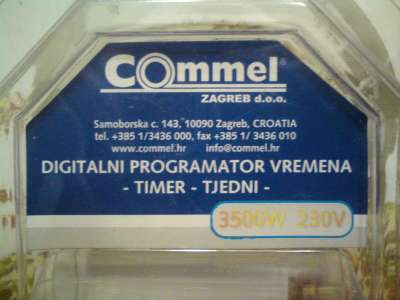 Commel®
ZAGREB d.o.o.
Samoborska c. 143, 10090 Zagreb, CROATIA
tel. +385 1/3436 000, fax +385 1/ 3436 010
www.commel.hr info@commel.hr
DIGITALNI PROGRAMATOR VREMENA
- TIMER - TJEDNI -
3500W 230V